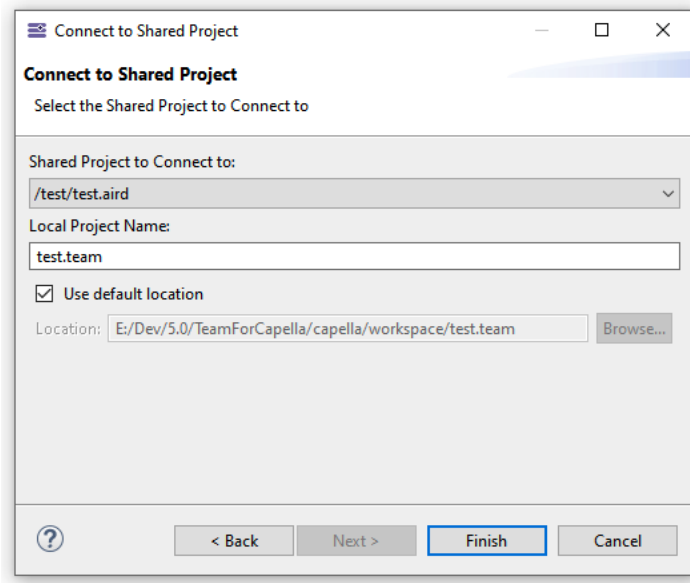 Connect to Shared Project
Connect to Shared Project
Select the Shared Project to Connect to
Shared Project to Connect to:
/test/test.aird
Local Project Name:
test.team
Use default location
Location: E:/Dev/5.0/TeamForCapella/capella/workspace/test.team Browse...
? < Back Next > Finish Cancel